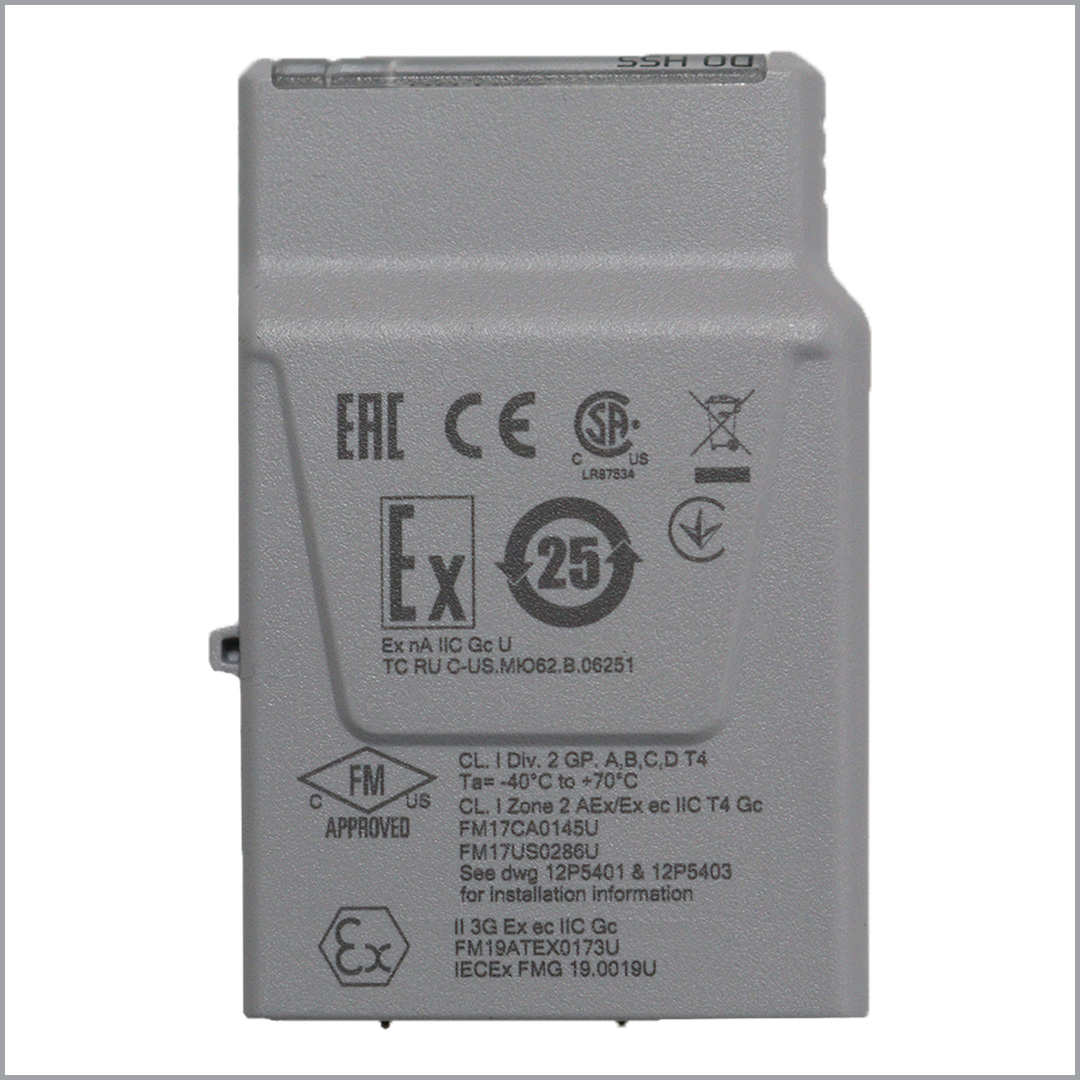 DO HSS
EAC CE SA
C US
LR87534
Ex 25
Ex nA IIC Gc U
TC RU C-US.МЮ62.B.06251
FM
C US
APPROVED
CL. I Div. 2 GP. A,B,C,D T4
Ta= -40°C to +70°C
CL. I Zone 2 AEx/Ex ec IIC T4 Gc
FM17CA0145U
FM17US0286U
See dwg 12P5401 & 12P5403
for installation information
Ex
II 3G Ex ec IIC Gc
FM19ATEX0173U
IECEx FMG 19.0019U